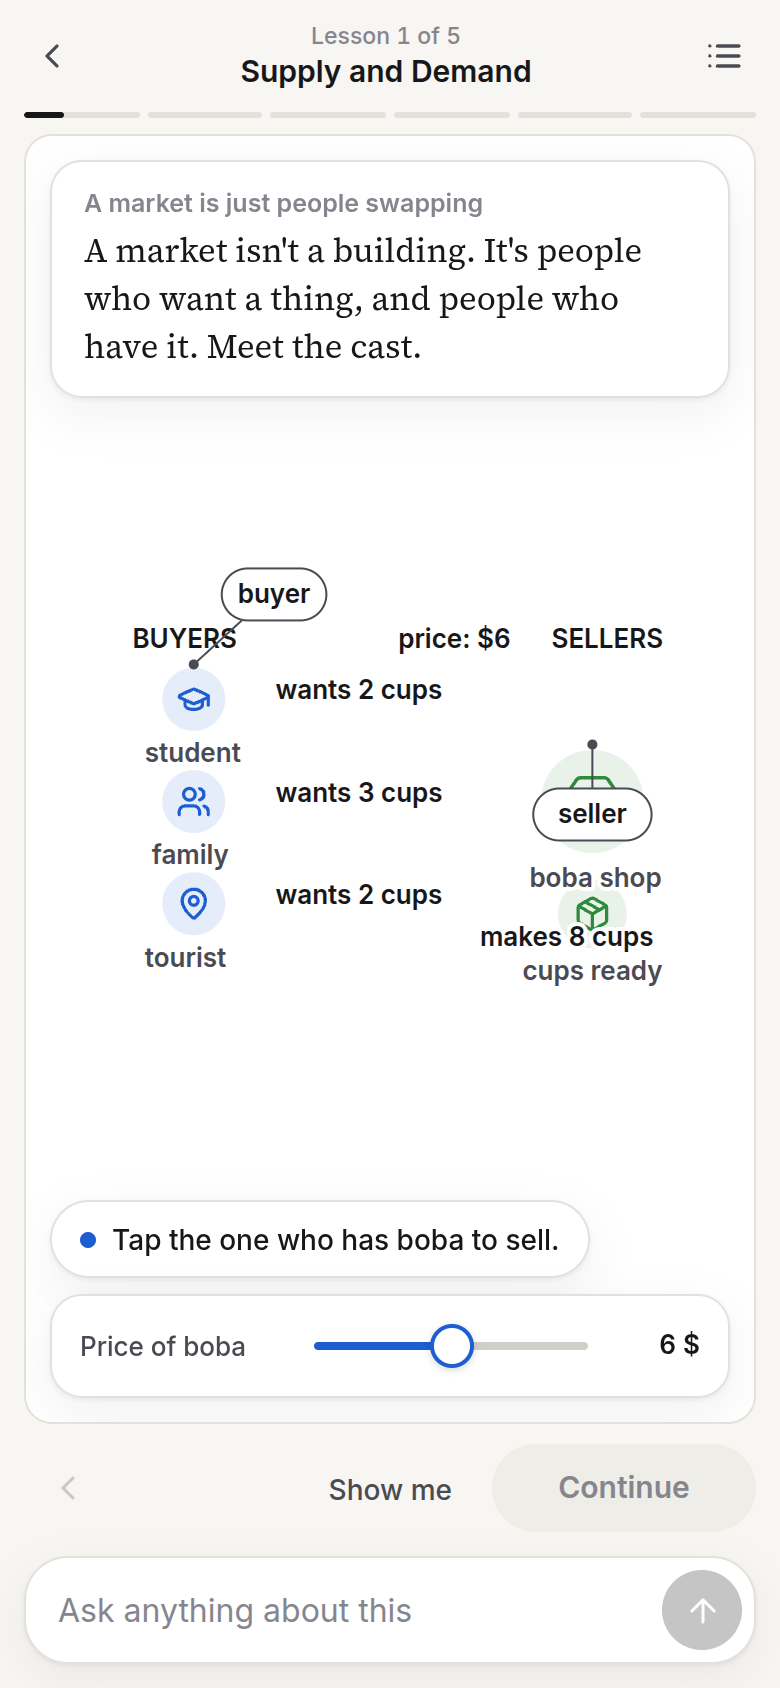 Lesson 1 of 5
Supply and Demand
A market is just people swapping
A market isn't a building. It's people
who want a thing, and people who
have it. Meet the cast.
buyer
BUYERS
price: $6
SELLERS
wants 2 cups
student
wants 3 cups
seller
family
boba shop
wants 2 cups
makes 8 cups
tourist
cups ready
Tap the one who has boba to sell.
Price of boba
6 $
Show me
Continue
Ask anything about this